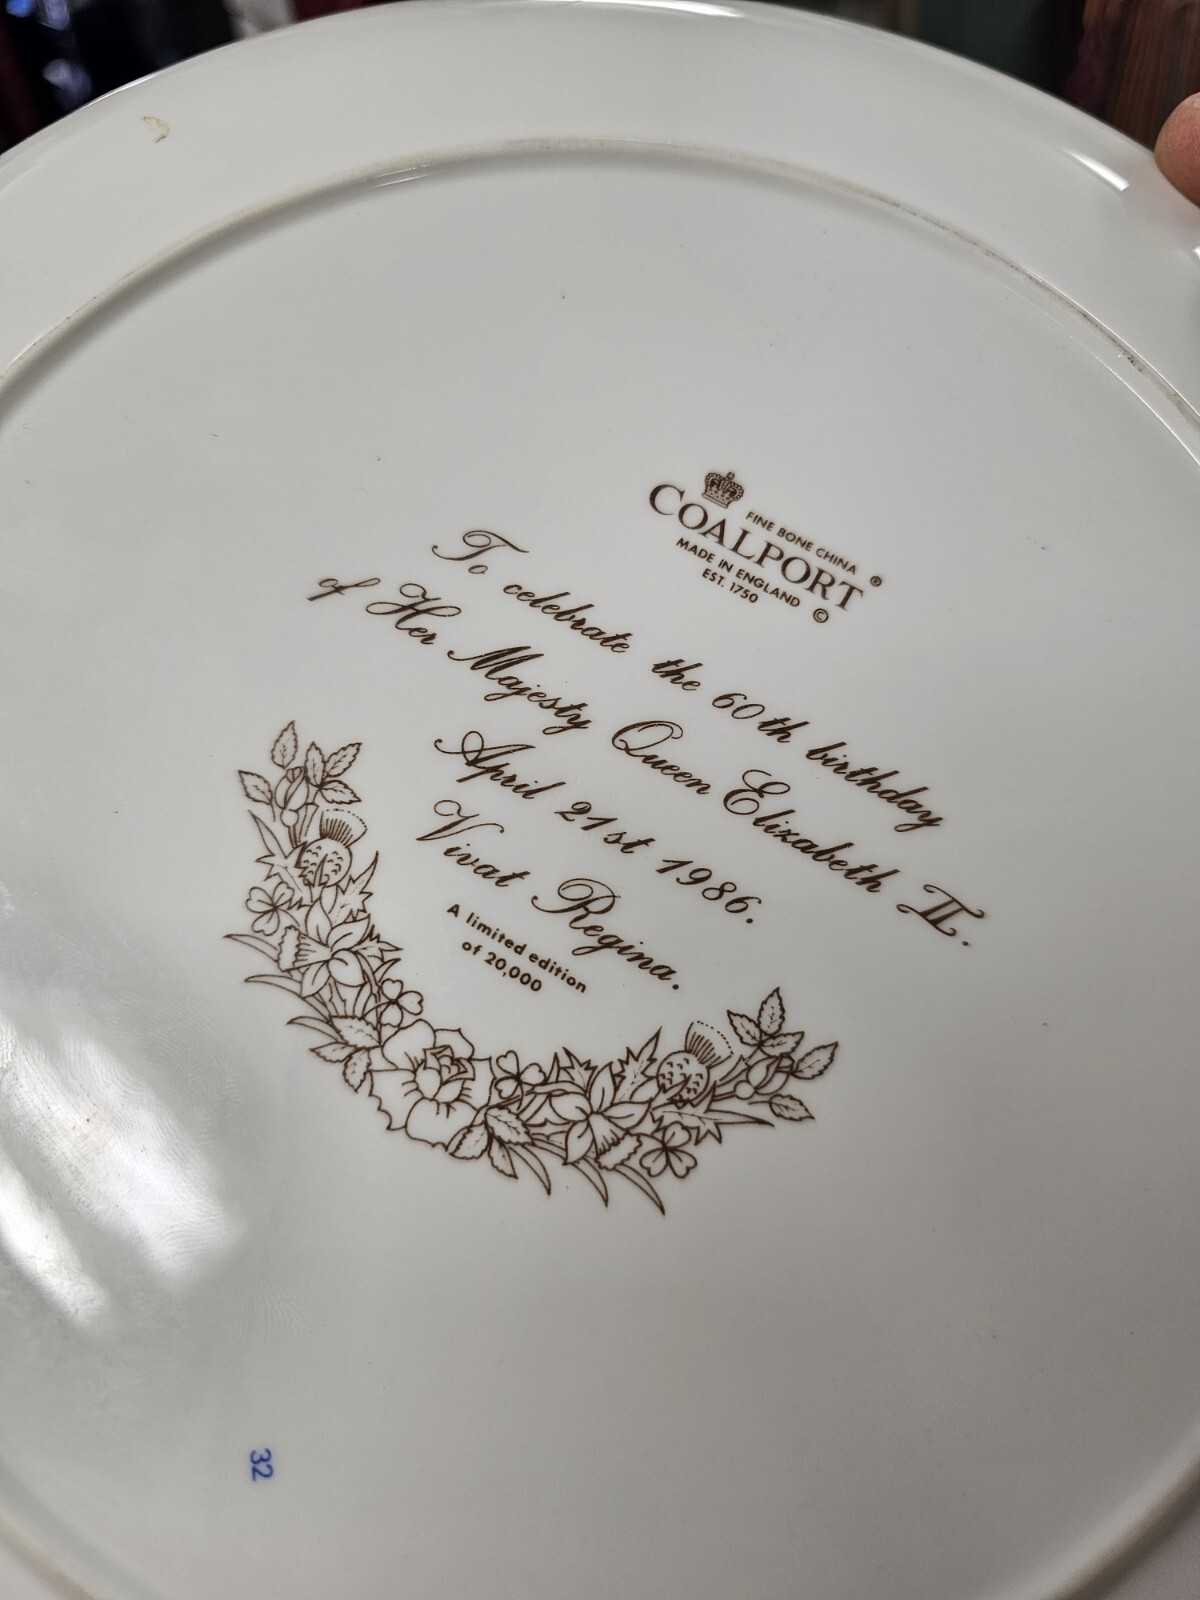 FINE BONE CHINA
COALPORT ®
MADE IN ENGLAND ©
EST. 1750
To celebrate the 60th birthday
of Her Majesty Queen Elizabeth II.
April 21st 1986.
Vivat Regina.
A limited edition
of 20,000
32